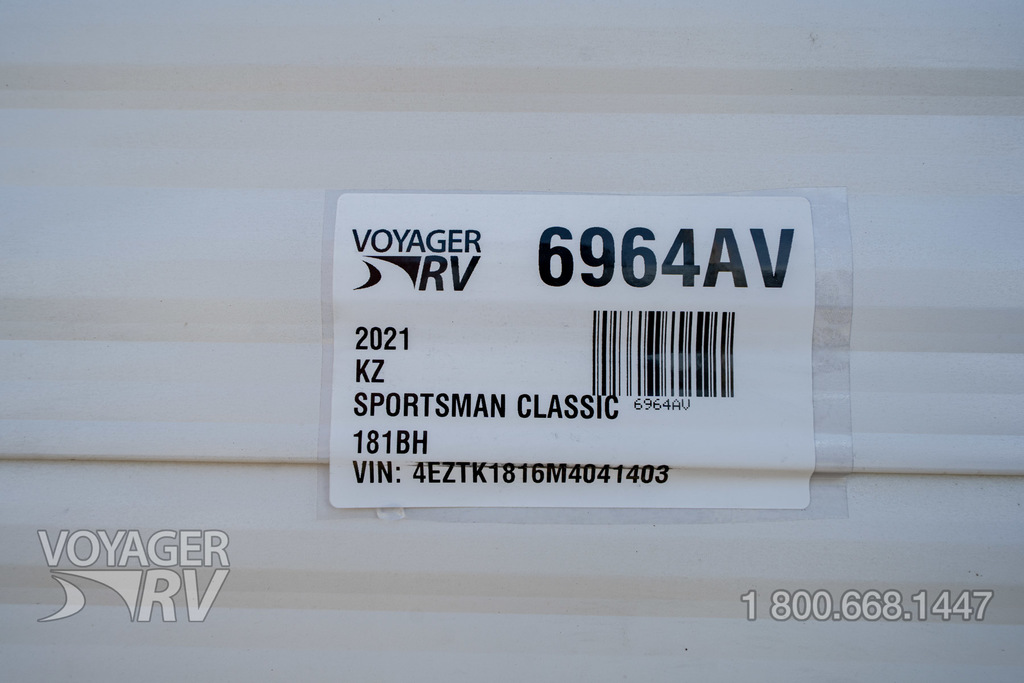 VOYAGER
RV
6964AV
2021
KZ
SPORTSMAN CLASSIC
6964AV
181BH
VIN: 4EZTK1816M4041403
VOYAGER
RV
1 800.668.1447